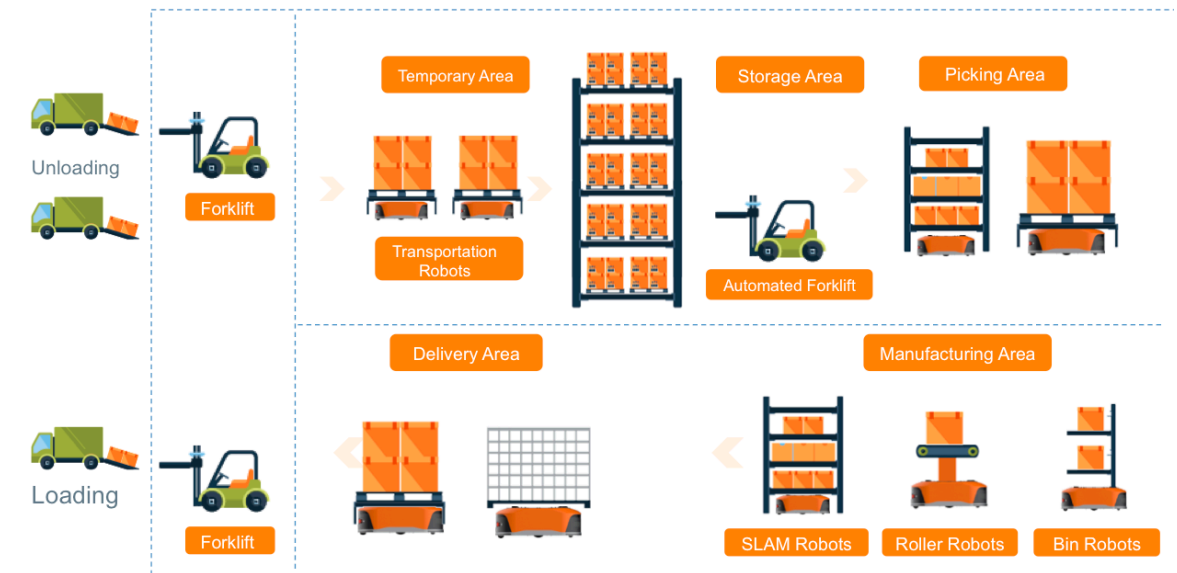 Temporary Area
Storage Area
Picking Area
Unloading
Forklift
Transportation
Robots
Automated Forklift
Delivery Area
Manufacturing Area
Loading
Forklift
SLAM Robots
Roller Robots
Bin Robots